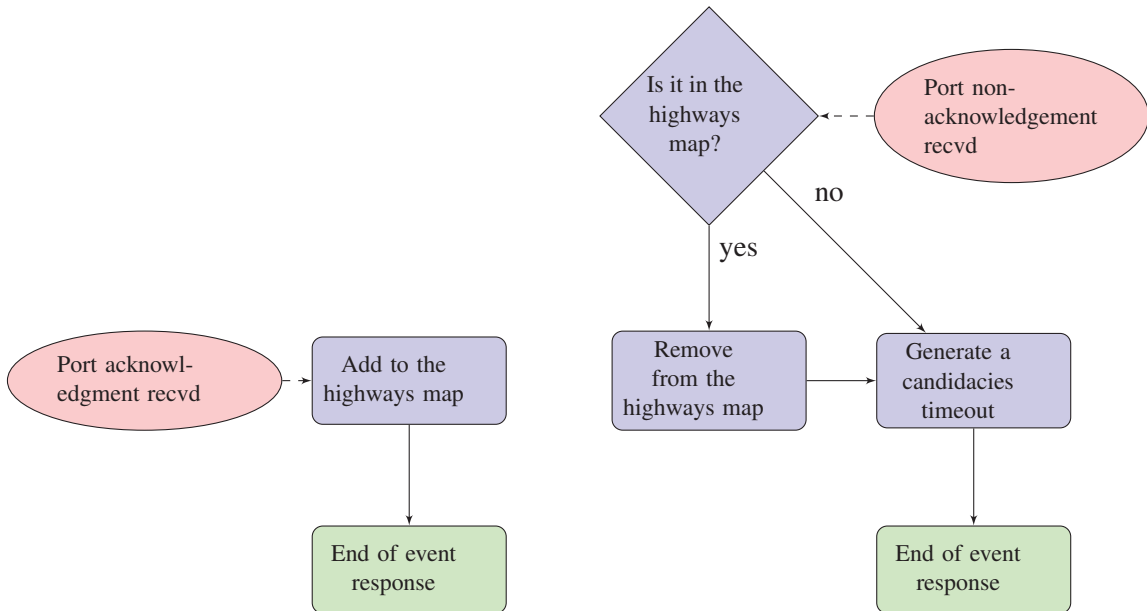 Port acknowl-
edgment recvd
Add to the
highways map
End of event
response
Is it in the
highways
map?
Port non-
acknowledgement
recvd
no
yes
Remove
from the
highways map
Generate a
candidacies
timeout
End of event
response